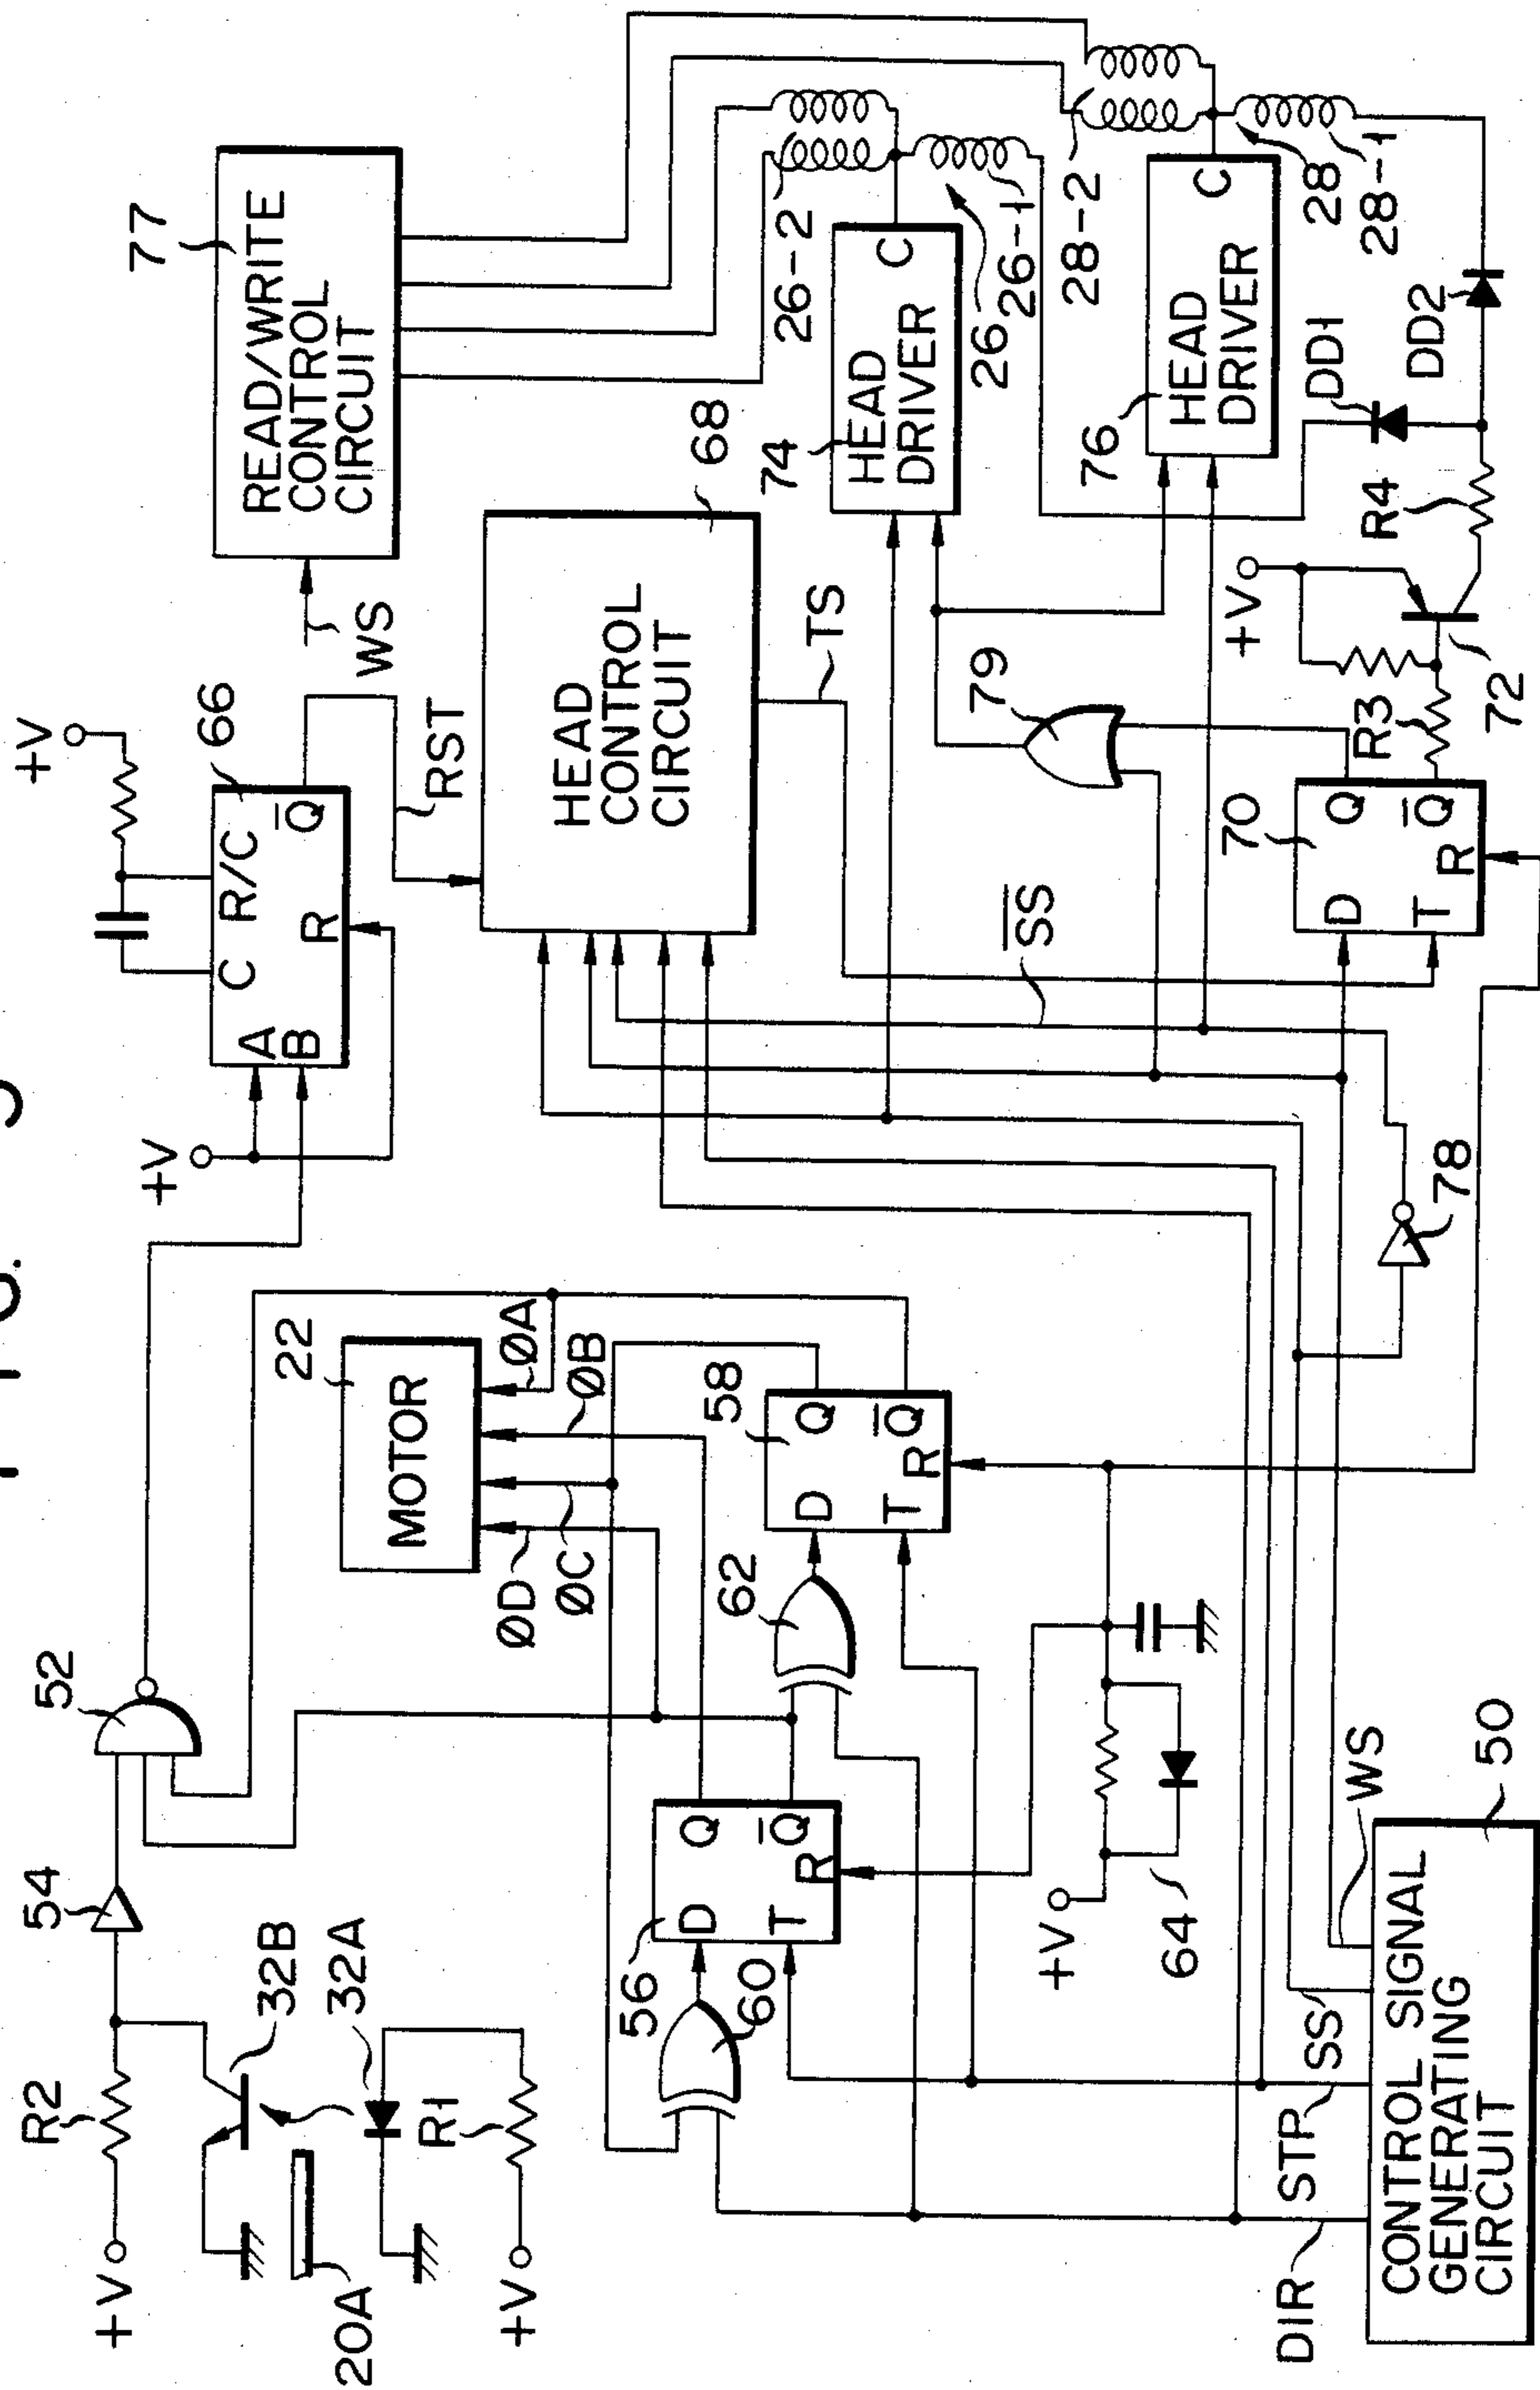 FIG. 3
+V
R2
54
52
32B
32A
20A
R1
+V
22
MOTOR
ØA
ØB
ØC
ØD
+V
+V
66
A
B
C
R/C
R
Q̅
RST
WS
77
READ/WRITE
CONTROL
CIRCUIT
68
HEAD
CONTROL
CIRCUIT
TS
56
D
T
Q
Q̅
R
60
62
58
D
T
Q
Q̅
R
+V
64
74
HEAD
DRIVER
C
26-2
26
26-1
76
HEAD
DRIVER
C
28-2
28
28-1
79
S̅S̅
70
D
T
Q
Q̅
R
R3
72
+V
R4
DD1
DD2
78
DIR
STP
SS
WS
50
CONTROL SIGNAL
GENERATING
CIRCUIT